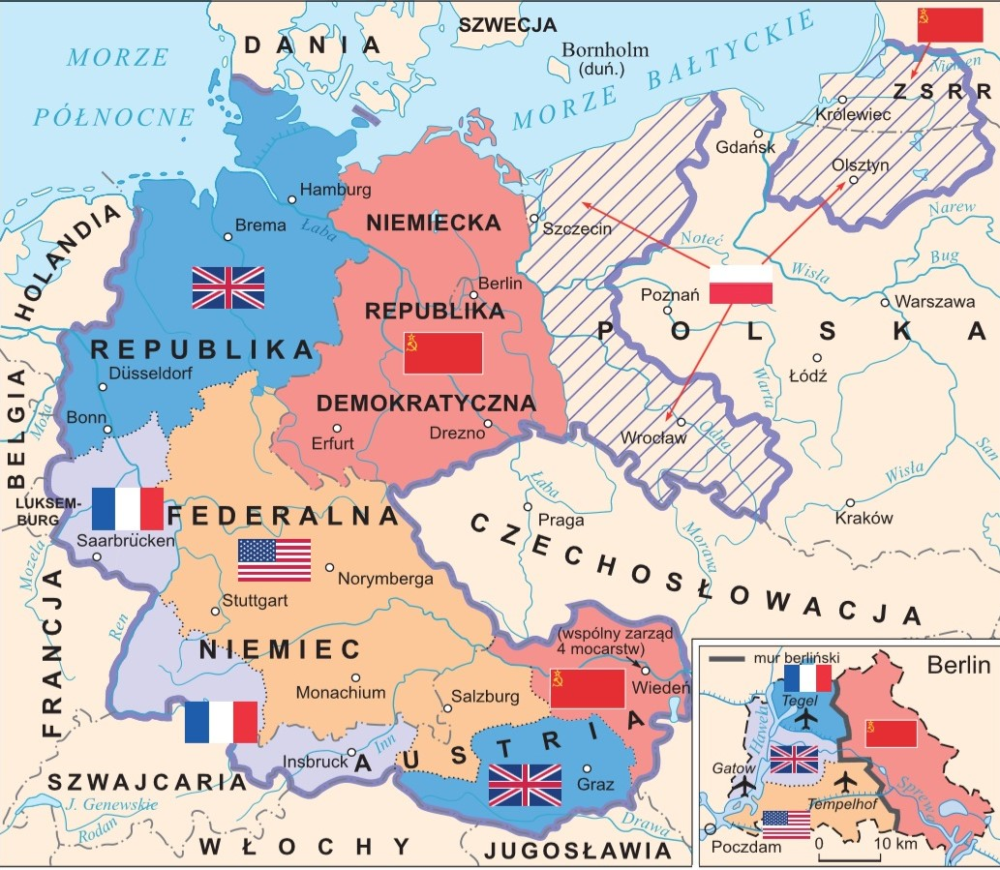 SZWECJA
DANIA
MORZE
PÓŁNOCNE
Bornholm
(duń.)
MORZE BAŁTYCKIE
Niemen
ZSRR
Królewiec
Gdańsk
Olsztyn
Hamburg
Brema
Łaba
NIEMIECKA
Szczecin
HOLANDIA
Narew
Noteć
Wisła
Bug
Berlin
Poznań
Warszawa
REPUBLIKA
POLSKA
REPUBLIKA
Düsseldorf
Łódź
BELGIA
Moza
Bonn
DEMOKRATYCZNA
Erfurt
Drezno
Warta
Wrocław
Odra
San
Wisła
LUKSEM-
BURG
FEDERALNA
Łaba
Praga
Kraków
Saarbrücken
CZECHOSŁOWACJA
Morawa
Mozela
Norymberga
FRANCJA
Stuttgart
Ren
NIEMIEC
(wspólny zarząd
4 mocarstw)
Wiedeń
Monachium
Salzburg
Insbruck
Inn
AUSTRIA
Graz
SZWAJCARIA
J. Genewskie
Rodan
WŁOCHY
JUGOSŁAWIA
Drawa
mur berliński
Berlin
Tegel
Hawela
Gatow
Tempelhof
Sprewa
Poczdam
0 10 km